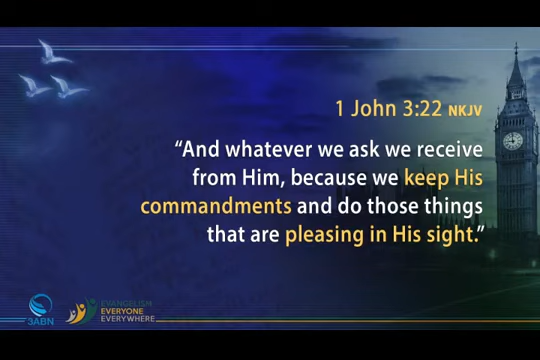 1 John 3:22 NKJV
“And whatever we ask we receive
from Him, because we keep His
commandments and do those things
that are pleasing in His sight.”
3ABN
EVANGELISM
EVERYONE
EVERYWHERE